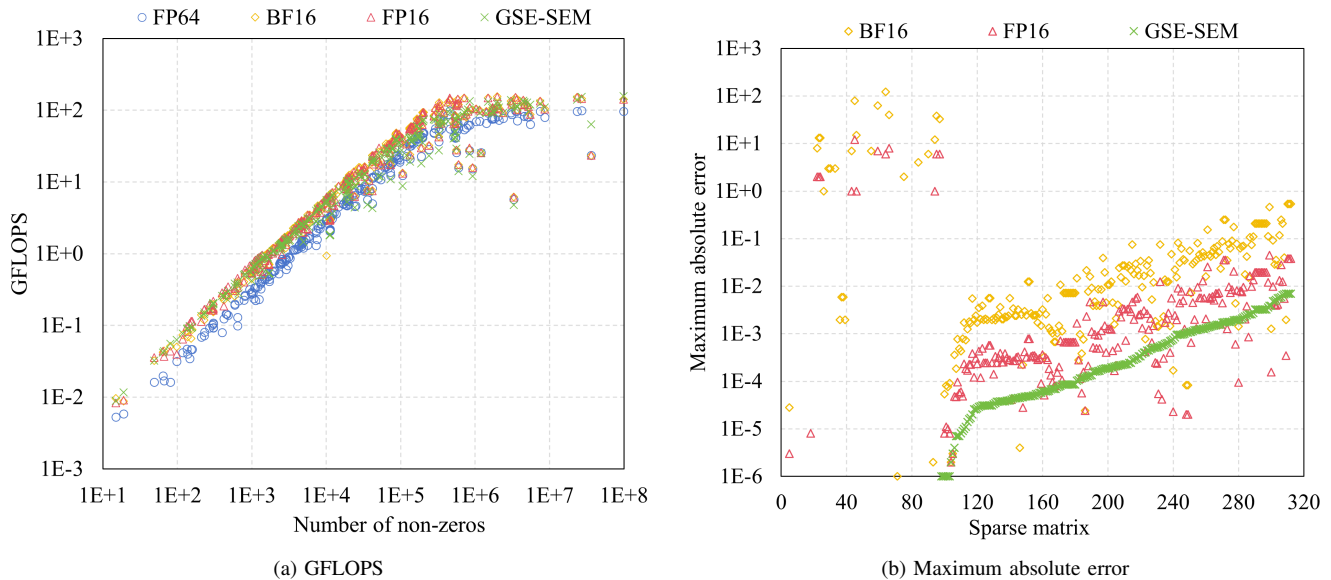 FP64 BF16 FP16 GSE-SEM
1E+3
1E+2
1E+1
1E+0
1E-1
1E-2
1E-3
GFLOPS
1E+1 1E+2 1E+3 1E+4 1E+5 1E+6 1E+7 1E+8
Number of non-zeros
(a) GFLOPS
BF16 FP16 GSE-SEM
1E+3
1E+2
1E+1
1E+0
1E-1
1E-2
1E-3
1E-4
1E-5
1E-6
Maximum absolute error
0 40 80 120 160 200 240 280 320
Sparse matrix
(b) Maximum absolute error